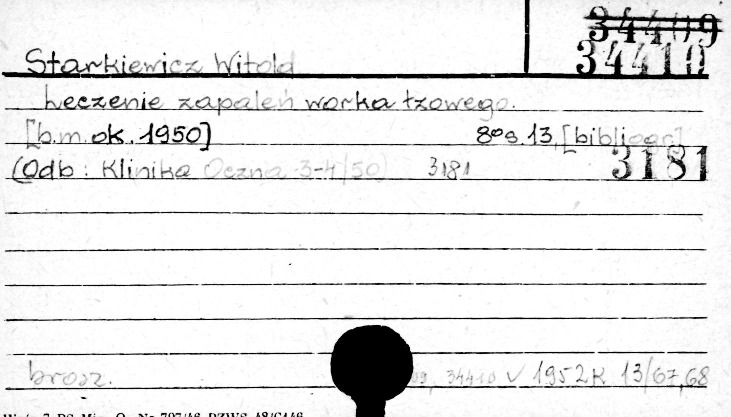 34409
34410
Starkiewicz Witold
Leczenie zapaleń worka łzowego.
[b.m. ok. 1950] 8° s. 13, [bibliogr]
(Odb: Klinika Oczna 3-4/50) 3181 3181
brosz. 09, 34410 v 1952 K 13/67,68